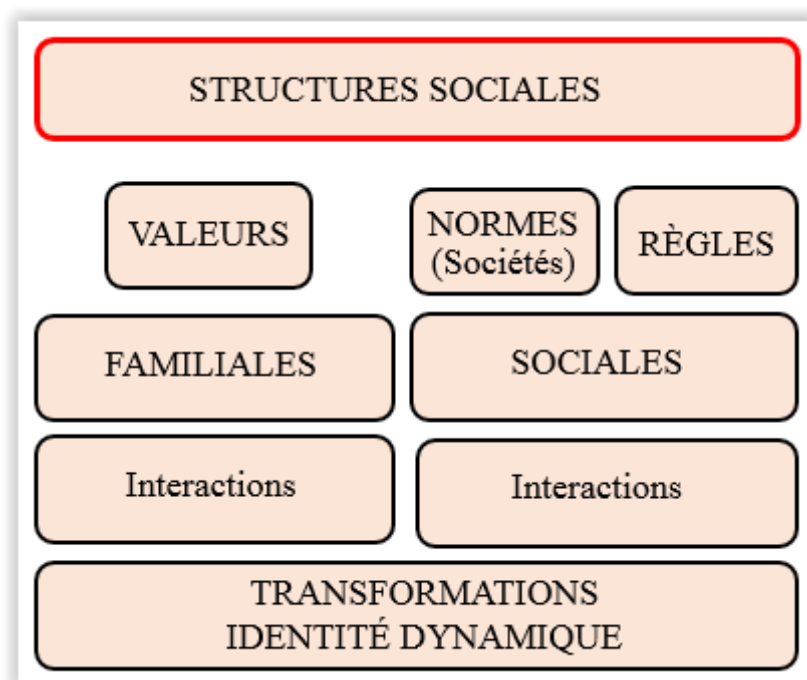 STRUCTURES SOCIALES
VALEURS
NORMES
(Sociétés)
RÈGLES
FAMILIALES
SOCIALES
Interactions
Interactions
TRANSFORMATIONS
IDENTITÉ DYNAMIQUE